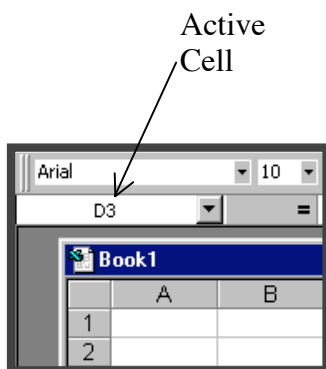 Active
Cell
Arial 10
D3 =
Book1
A B
1
2